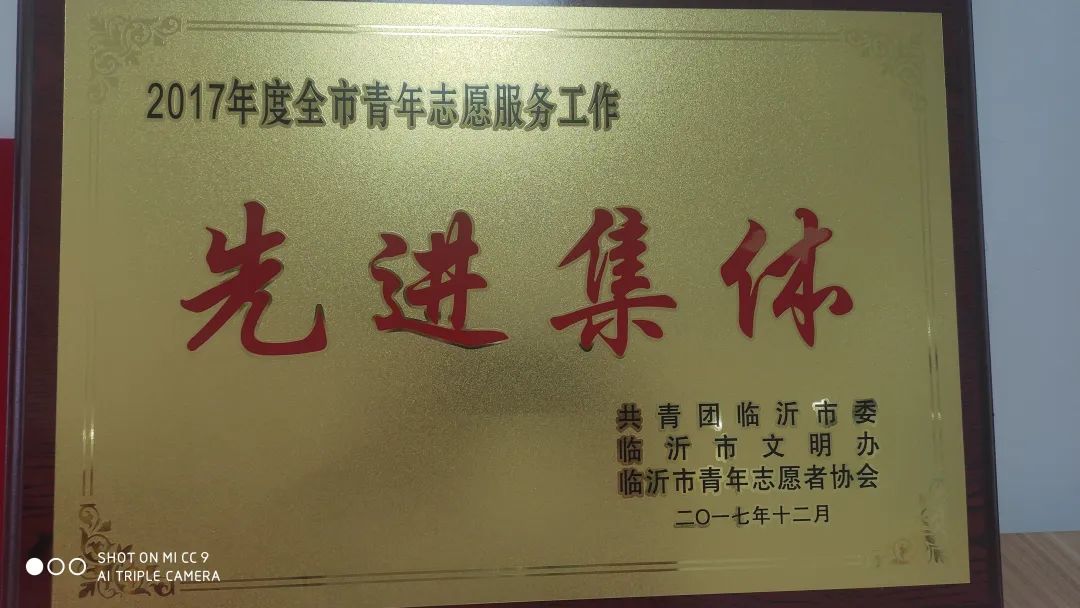 2017年度全市青年志愿服务工作
先进集体
共青团临沂市委
临沂市文明办
临沂市青年志愿者协会
二〇一七年十二月
SHOT ON MI CC 9
AI TRIPLE CAMERA